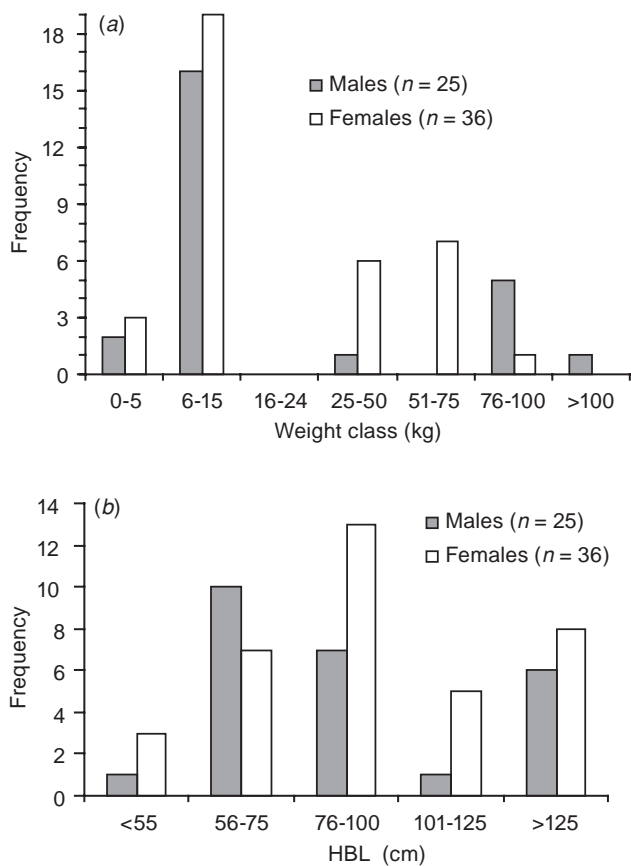 (a)
18
15
12
9
6
3
0
Frequency
Males (n = 25)
Females (n = 36)
0-5 6-15 16-24 25-50 51-75 76-100 >100
Weight class (kg)
(b)
14
12
10
8
6
4
2
0
Frequency
Males (n = 25)
Females (n = 36)
<55 56-75 76-100 101-125 >125
HBL (cm)